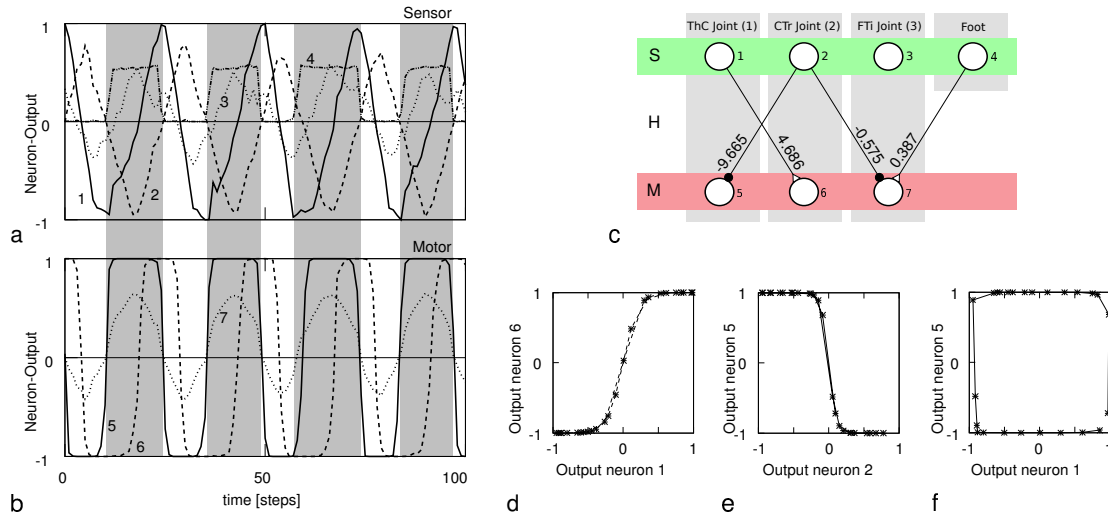 Sensor
1
0
-1
Neuron-Output
1
2
3
4
a
Motor
1
0
-1
Neuron-Output
5
6
7
0
50
100
time [steps]
b
ThC Joint (1)
CTr Joint (2)
FTi Joint (3)
Foot
S
1
2
3
4
H
-9.665
4.686
-0.575
0.387
M
5
6
7
c
1
0
-1
Output neuron 6
-1
0
1
Output neuron 1
d
1
0
-1
Output neuron 5
-1
0
1
Output neuron 2
e
1
0
-1
Output neuron 5
-1
0
1
Output neuron 1
f